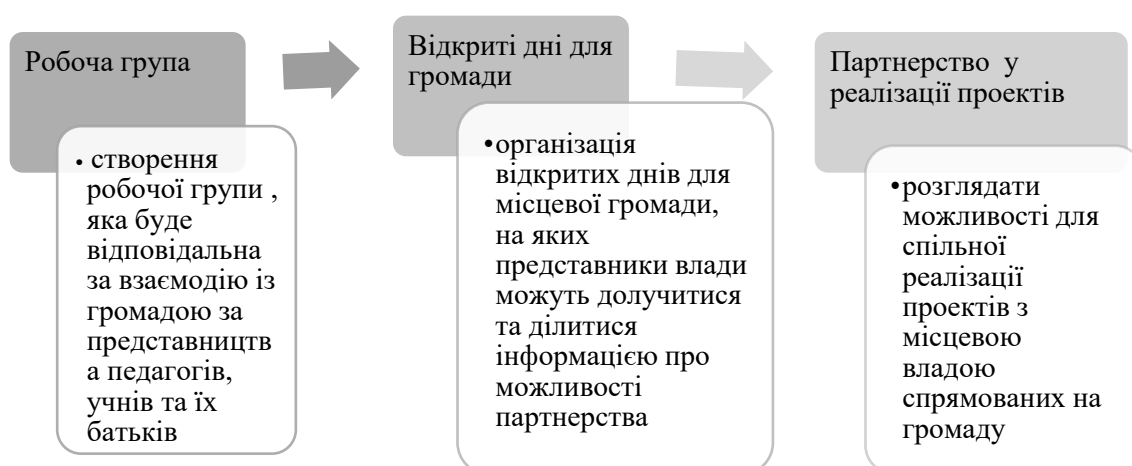 Робоча група
• створення
робочої групи ,
яка буде
відповідальна
за взаємодію із
громадою за
представництв
а педагогів,
учнів та їх
батьків
Відкриті дні для
громади
•організація
відкритих днів для
місцевої громади,
на яких
представники влади
можуть долучитися
та ділитися
інформацією про
можливості
партнерства
Партнерство у
реалізації проектів
•розглядати
можливості для
спільної
реалізації
проектів з
місцевою
владою
спрямованих на
громаду